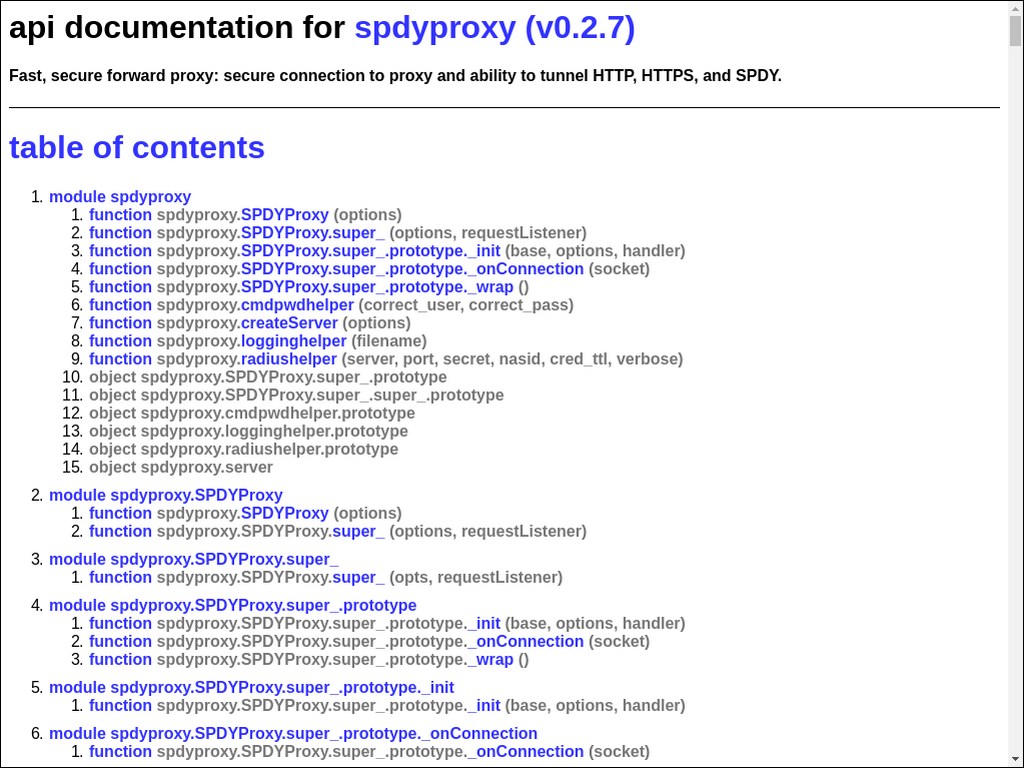 api documentation for spdyproxy (v0.2.7)
Fast, secure forward proxy: secure connection to proxy and ability to tunnel HTTP, HTTPS, and SPDY.
table of contents
1. module spdyproxy
1. function spdyproxy.SPDYProxy (options)
2. function spdyproxy.SPDYProxy.super_ (options, requestListener)
3. function spdyproxy.SPDYProxy.super_.prototype._init (base, options, handler)
4. function spdyproxy.SPDYProxy.super_.prototype._onConnection (socket)
5. function spdyproxy.SPDYProxy.super_.prototype._wrap ()
6. function spdyproxy.cmdpwdhelper (correct_user, correct_pass)
7. function spdyproxy.createServer (options)
8. function spdyproxy.logginghelper (filename)
9. function spdyproxy.radiushelper (server, port, secret, nasid, cred_ttl, verbose)
10. object spdyproxy.SPDYProxy.super_.prototype
11. object spdyproxy.SPDYProxy.super_.super_.prototype
12. object spdyproxy.cmdpwdhelper.prototype
13. object spdyproxy.logginghelper.prototype
14. object spdyproxy.radiushelper.prototype
15. object spdyproxy.server
2. module spdyproxy.SPDYProxy
1. function spdyproxy.SPDYProxy (options)
2. function spdyproxy.SPDYProxy.super_ (options, requestListener)
3. module spdyproxy.SPDYProxy.super_
1. function spdyproxy.SPDYProxy.super_ (opts, requestListener)
4. module spdyproxy.SPDYProxy.super_.prototype
1. function spdyproxy.SPDYProxy.super_.prototype._init (base, options, handler)
2. function spdyproxy.SPDYProxy.super_.prototype._onConnection (socket)
3. function spdyproxy.SPDYProxy.super_.prototype._wrap ()
5. module spdyproxy.SPDYProxy.super_.prototype._init
1. function spdyproxy.SPDYProxy.super_.prototype._init (base, options, handler)
6. module spdyproxy.SPDYProxy.super_.prototype._onConnection
1. function spdyproxy.SPDYProxy.super_.prototype._onConnection (socket)